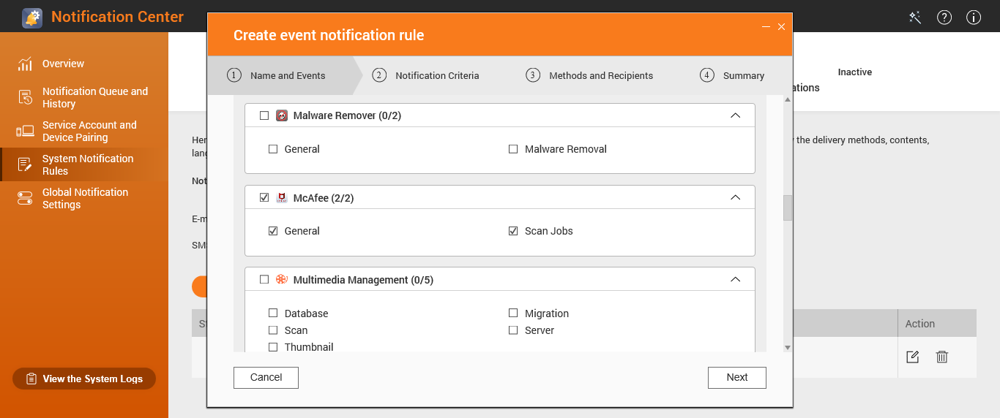 Notification Center
Overview
Notification Queue and
History
Service Account and
Device Pairing
System Notification
Rules
Global Notification
Settings
View the System Logs
Create event notification rule
1 Name and Events
2 Notification Criteria
3 Methods and Recipients
4 Summary
Malware Remover (0/2)
General
Malware Removal
McAfee (2/2)
General
Scan Jobs
Multimedia Management (0/5)
Database
Migration
Scan
Server
Thumbnail
Cancel
Next
Inactive
the delivery methods, contents,
Action